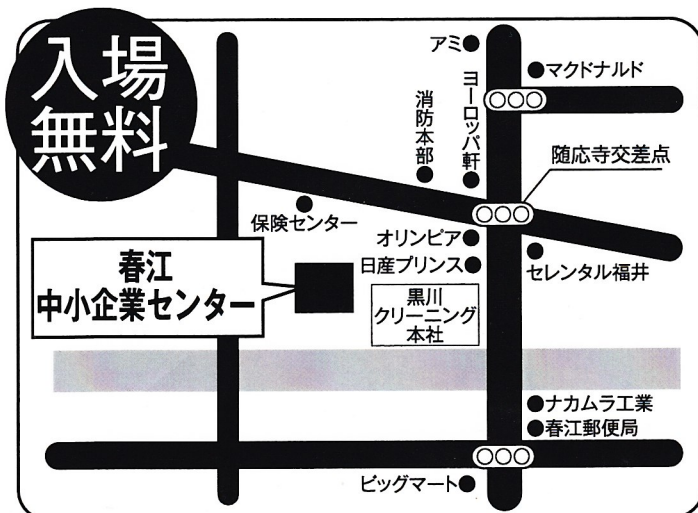 入場
無料
アミ
マクドナルド
ヨーロッパ軒
消防本部
随応寺交差点
保険センター
オリンピア
日産プリンス
セレンタル福井
春江
中小企業センター
黒川
クリーニング
本社
ナカムラ工業
春江郵便局
ビッグマート